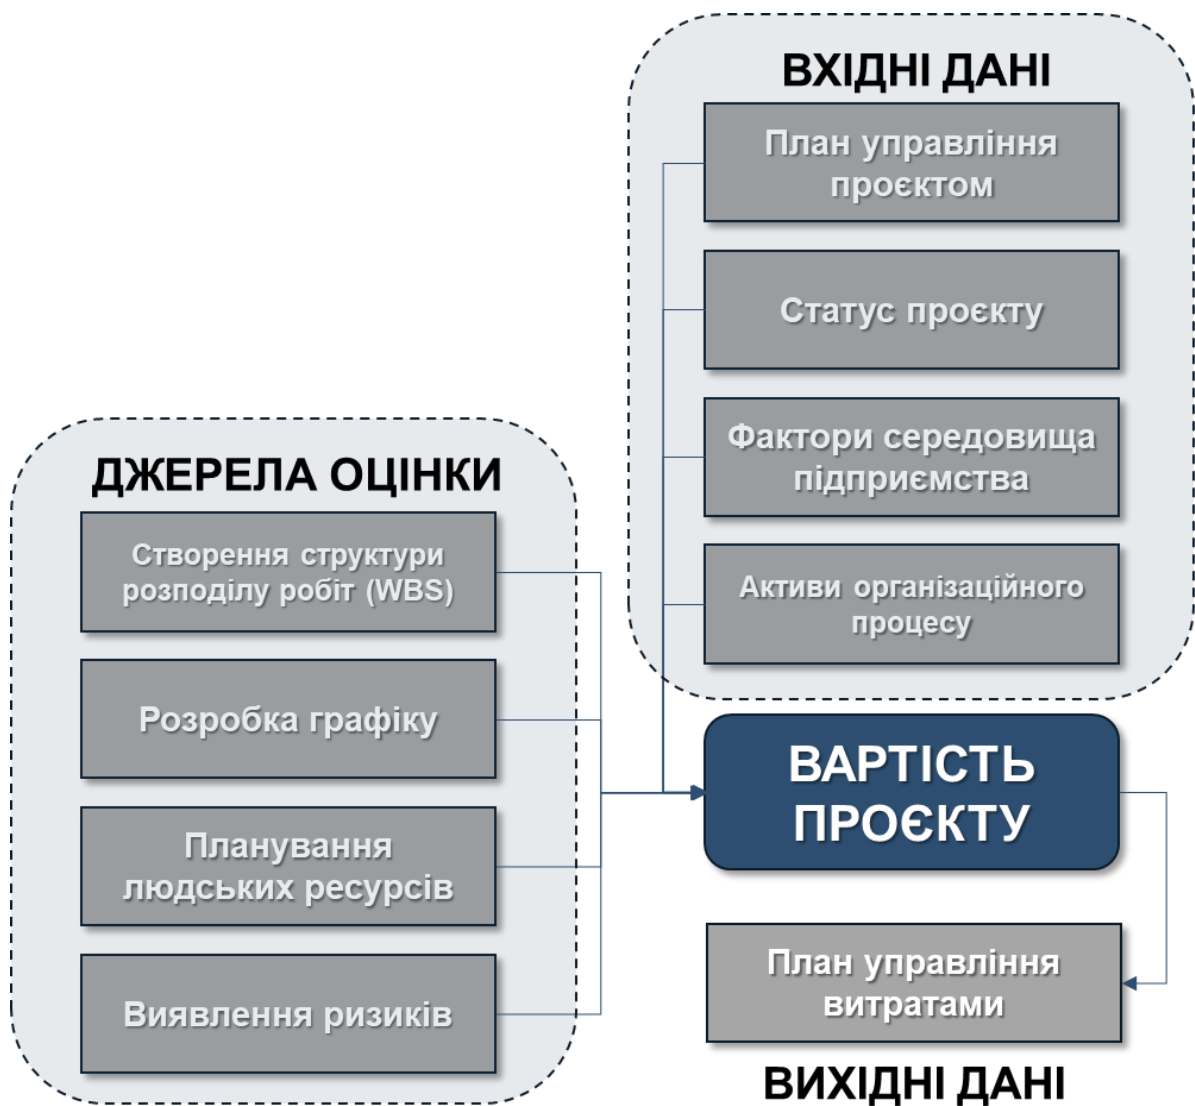 ВХІДНІ ДАНІ
План управління
проєктом
Статус проєкту
Фактори середовища
підприємства
Активи організаційного
процесу
ДЖЕРЕЛА ОЦІНКИ
Створення структури
розподілу робіт (WBS)
Розробка графіку
Планування
людських ресурсів
Виявлення ризиків
ВАРТІСТЬ
ПРОЄКТУ
План управління
витратами
ВИХІДНІ ДАНІ